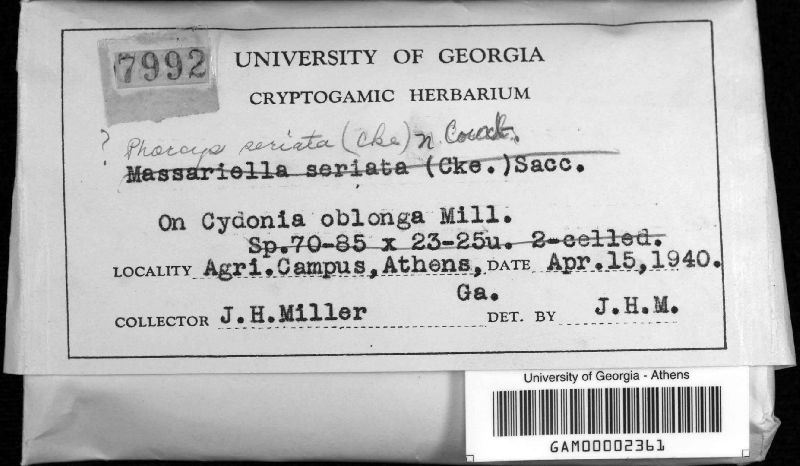 7992
UNIVERSITY OF GEORGIA
CRYPTOGAMIC HERBARIUM
? Phorcys seriata (Cke) n. Comb.
Massariella seriata (Cke.)Sacc.
On Cydonia oblonga Mill.
Sp.70-85 x 23-25u. 2-celled.
LOCALITY Agri.Campus, Athens, DATE Apr.15,1940.
Ga.
COLLECTOR J.H.Miller DET. BY J.H.M.
University of Georgia - Athens
GAM00002361